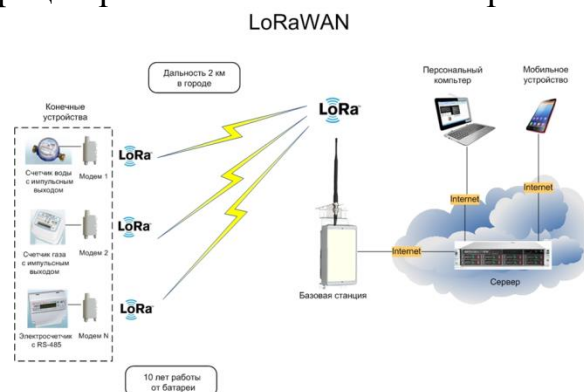 LoRaWAN
Дальность 2 км
в городе
Персональный
компьтер
Мобильное
устройство
Конечные
устройства
LoRa
LoRa
Счетчик воды
с импульсным
выходом
Модем 1
Internet
Internet
LoRa
Счетчик газа
с импульсным
выходом
Модем 2
Internet
Базовая станция
Сервер
LoRa
Электросчетчик
с RS-485
Модем N
10 лет работы
от батареи